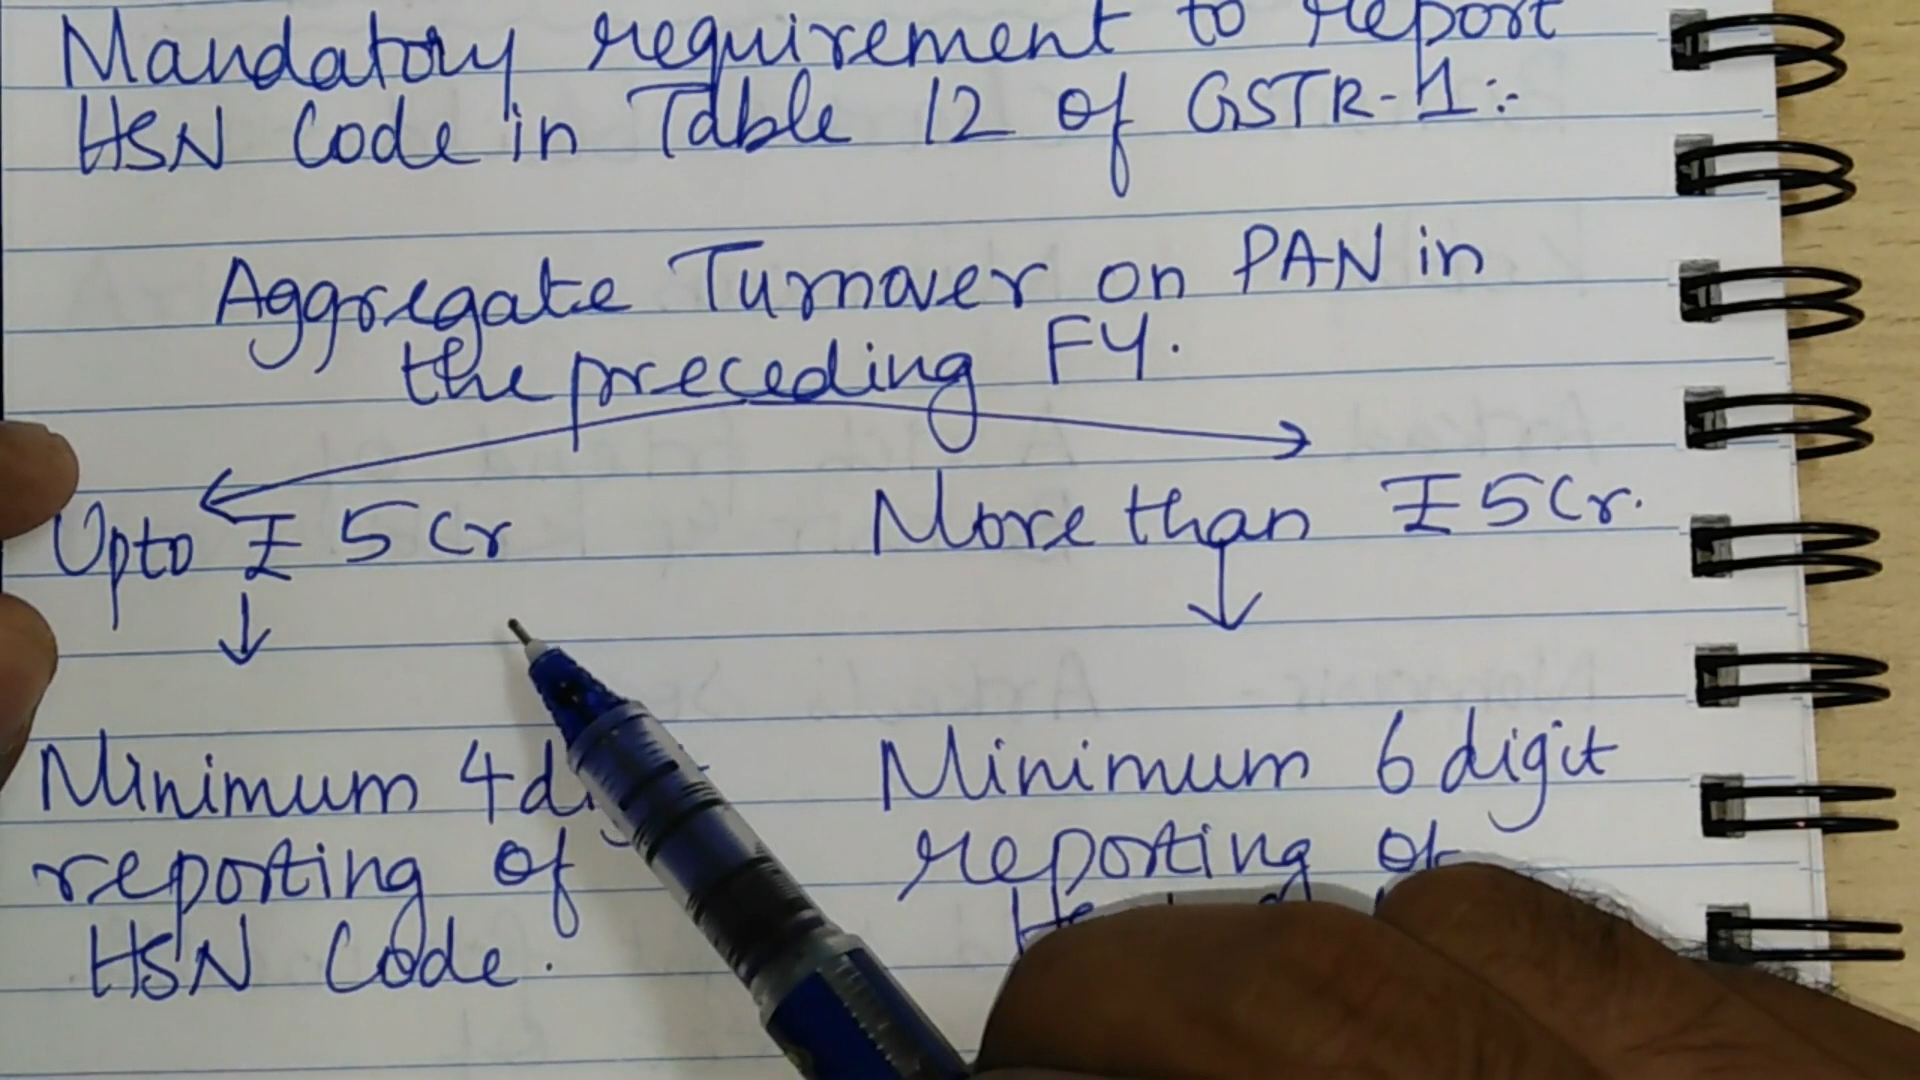 Mandatory requirement to report
HSN Code in Table 12 of GSTR-1:-
Aggregate Turnover on PAN in
the preceding FY.
Upto ₹ 5 Cr
More than ₹ 5 Cr.
Minimum 4
reporting of
HSN Code.
Minimum 6 digit
reporting of